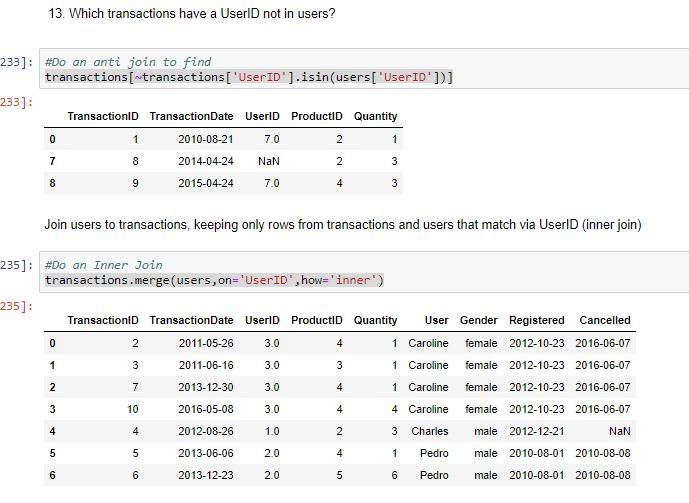 13. Which transactions have a UserID not in users?
233]: #Do an anti join to find
transactions[~transactions['UserID'].isin(users['UserID'])]
233]:
TransactionID TransactionDate UserID ProductID Quantity
0 1 2010-08-21 7.0 2 1
7 8 2014-04-24 NaN 2 3
8 9 2015-04-24 7.0 4 3
Join users to transactions, keeping only rows from transactions and users that match via UserID (inner join)
235]: #Do an Inner Join
transactions.merge(users,on='UserID',how='inner')
235]:
TransactionID TransactionDate UserID ProductID Quantity User Gender Registered Cancelled
0 2 2011-05-26 3.0 4 1 Caroline female 2012-10-23 2016-06-07
1 3 2011-06-16 3.0 3 1 Caroline female 2012-10-23 2016-06-07
2 7 2013-12-30 3.0 4 1 Caroline female 2012-10-23 2016-06-07
3 10 2016-05-08 3.0 4 4 Caroline female 2012-10-23 2016-06-07
4 4 2012-08-26 1.0 2 3 Charles male 2012-12-21 NaN
5 5 2013-06-06 2.0 4 1 Pedro male 2010-08-01 2010-08-08
6 6 2013-12-23 2.0 5 6 Pedro male 2010-08-01 2010-08-08